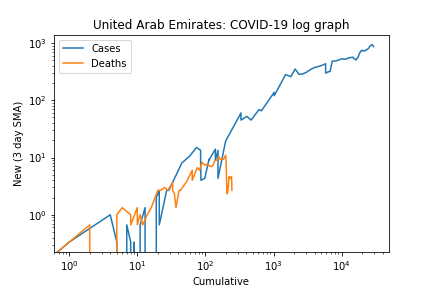 United Arab Emirates: COVID-19 log graph
Cases
Deaths
New (3 day SMA)
10³
10²
10¹
10⁰
10⁰ 10¹ 10² 10³ 10⁴
Cumulative